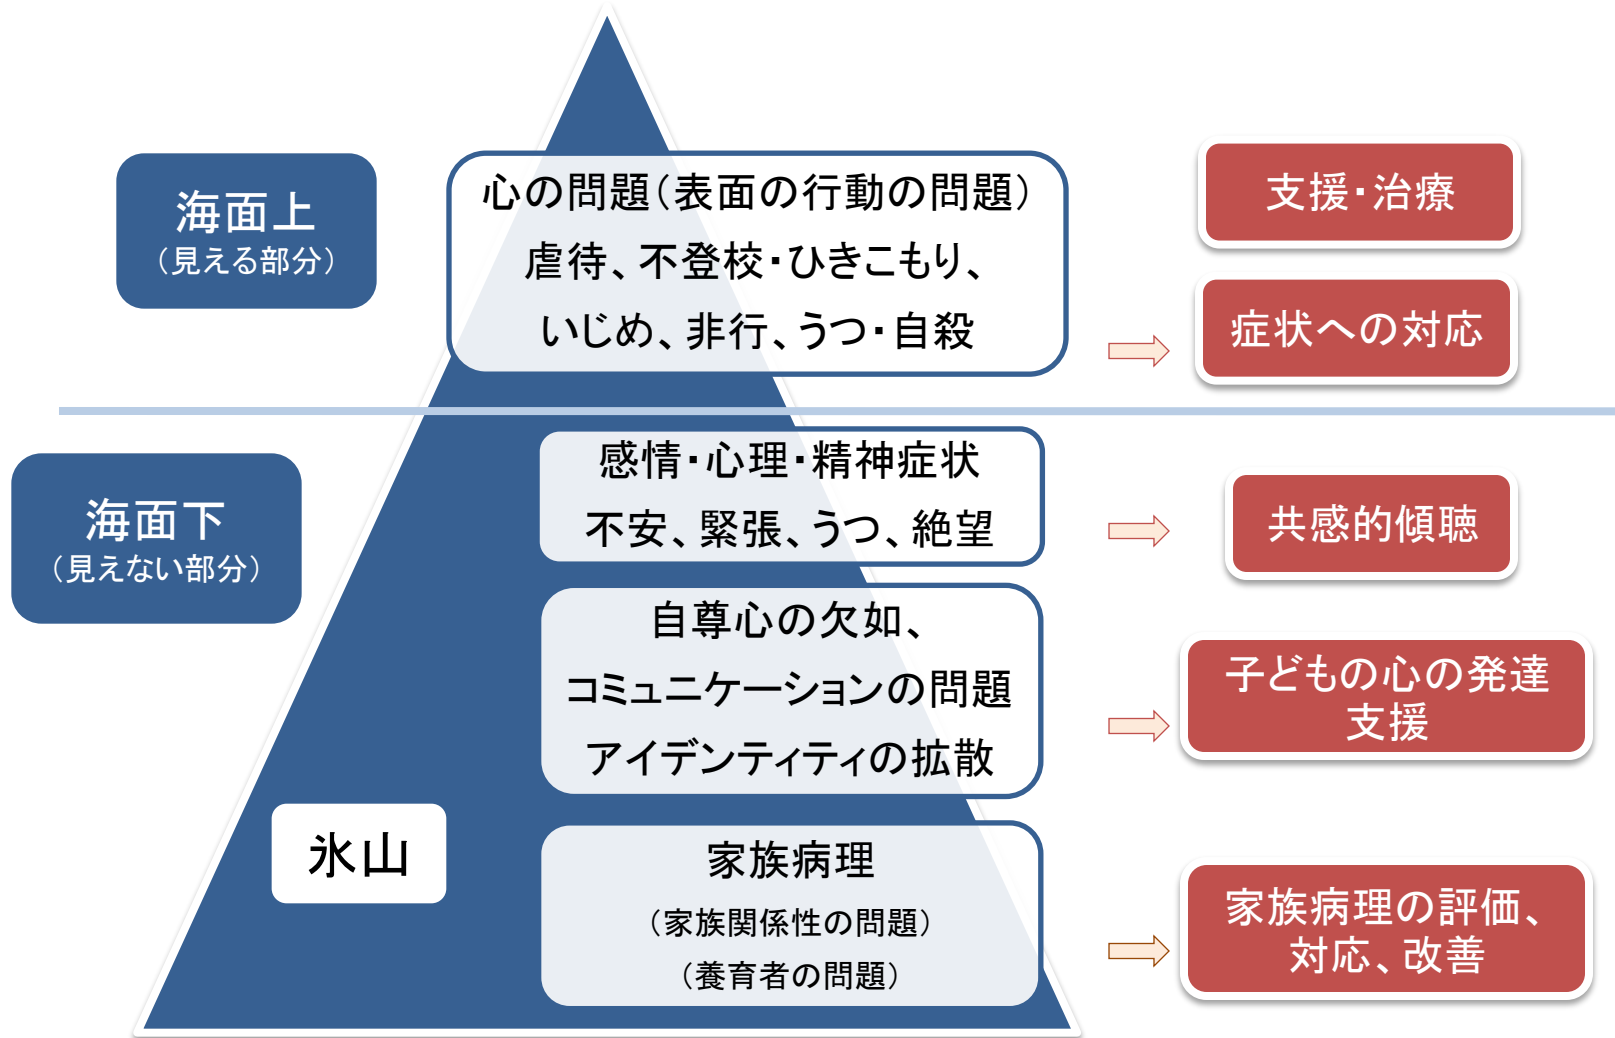 海面上
（見える部分）
心の問題（表面の行動の問題）
虐待、不登校・ひきこもり、
いじめ、非行、うつ・自殺
支援・治療
症状への対応
海面下
（見えない部分）
感情・心理・精神症状
不安、緊張、うつ、絶望
共感的傾聴
自尊心の欠如、
コミュニケーションの問題
アイデンティティの拡散
子どもの心の発達
支援
氷山
家族病理
（家族関係性の問題）
（養育者の問題）
家族病理の評価、
対応、改善